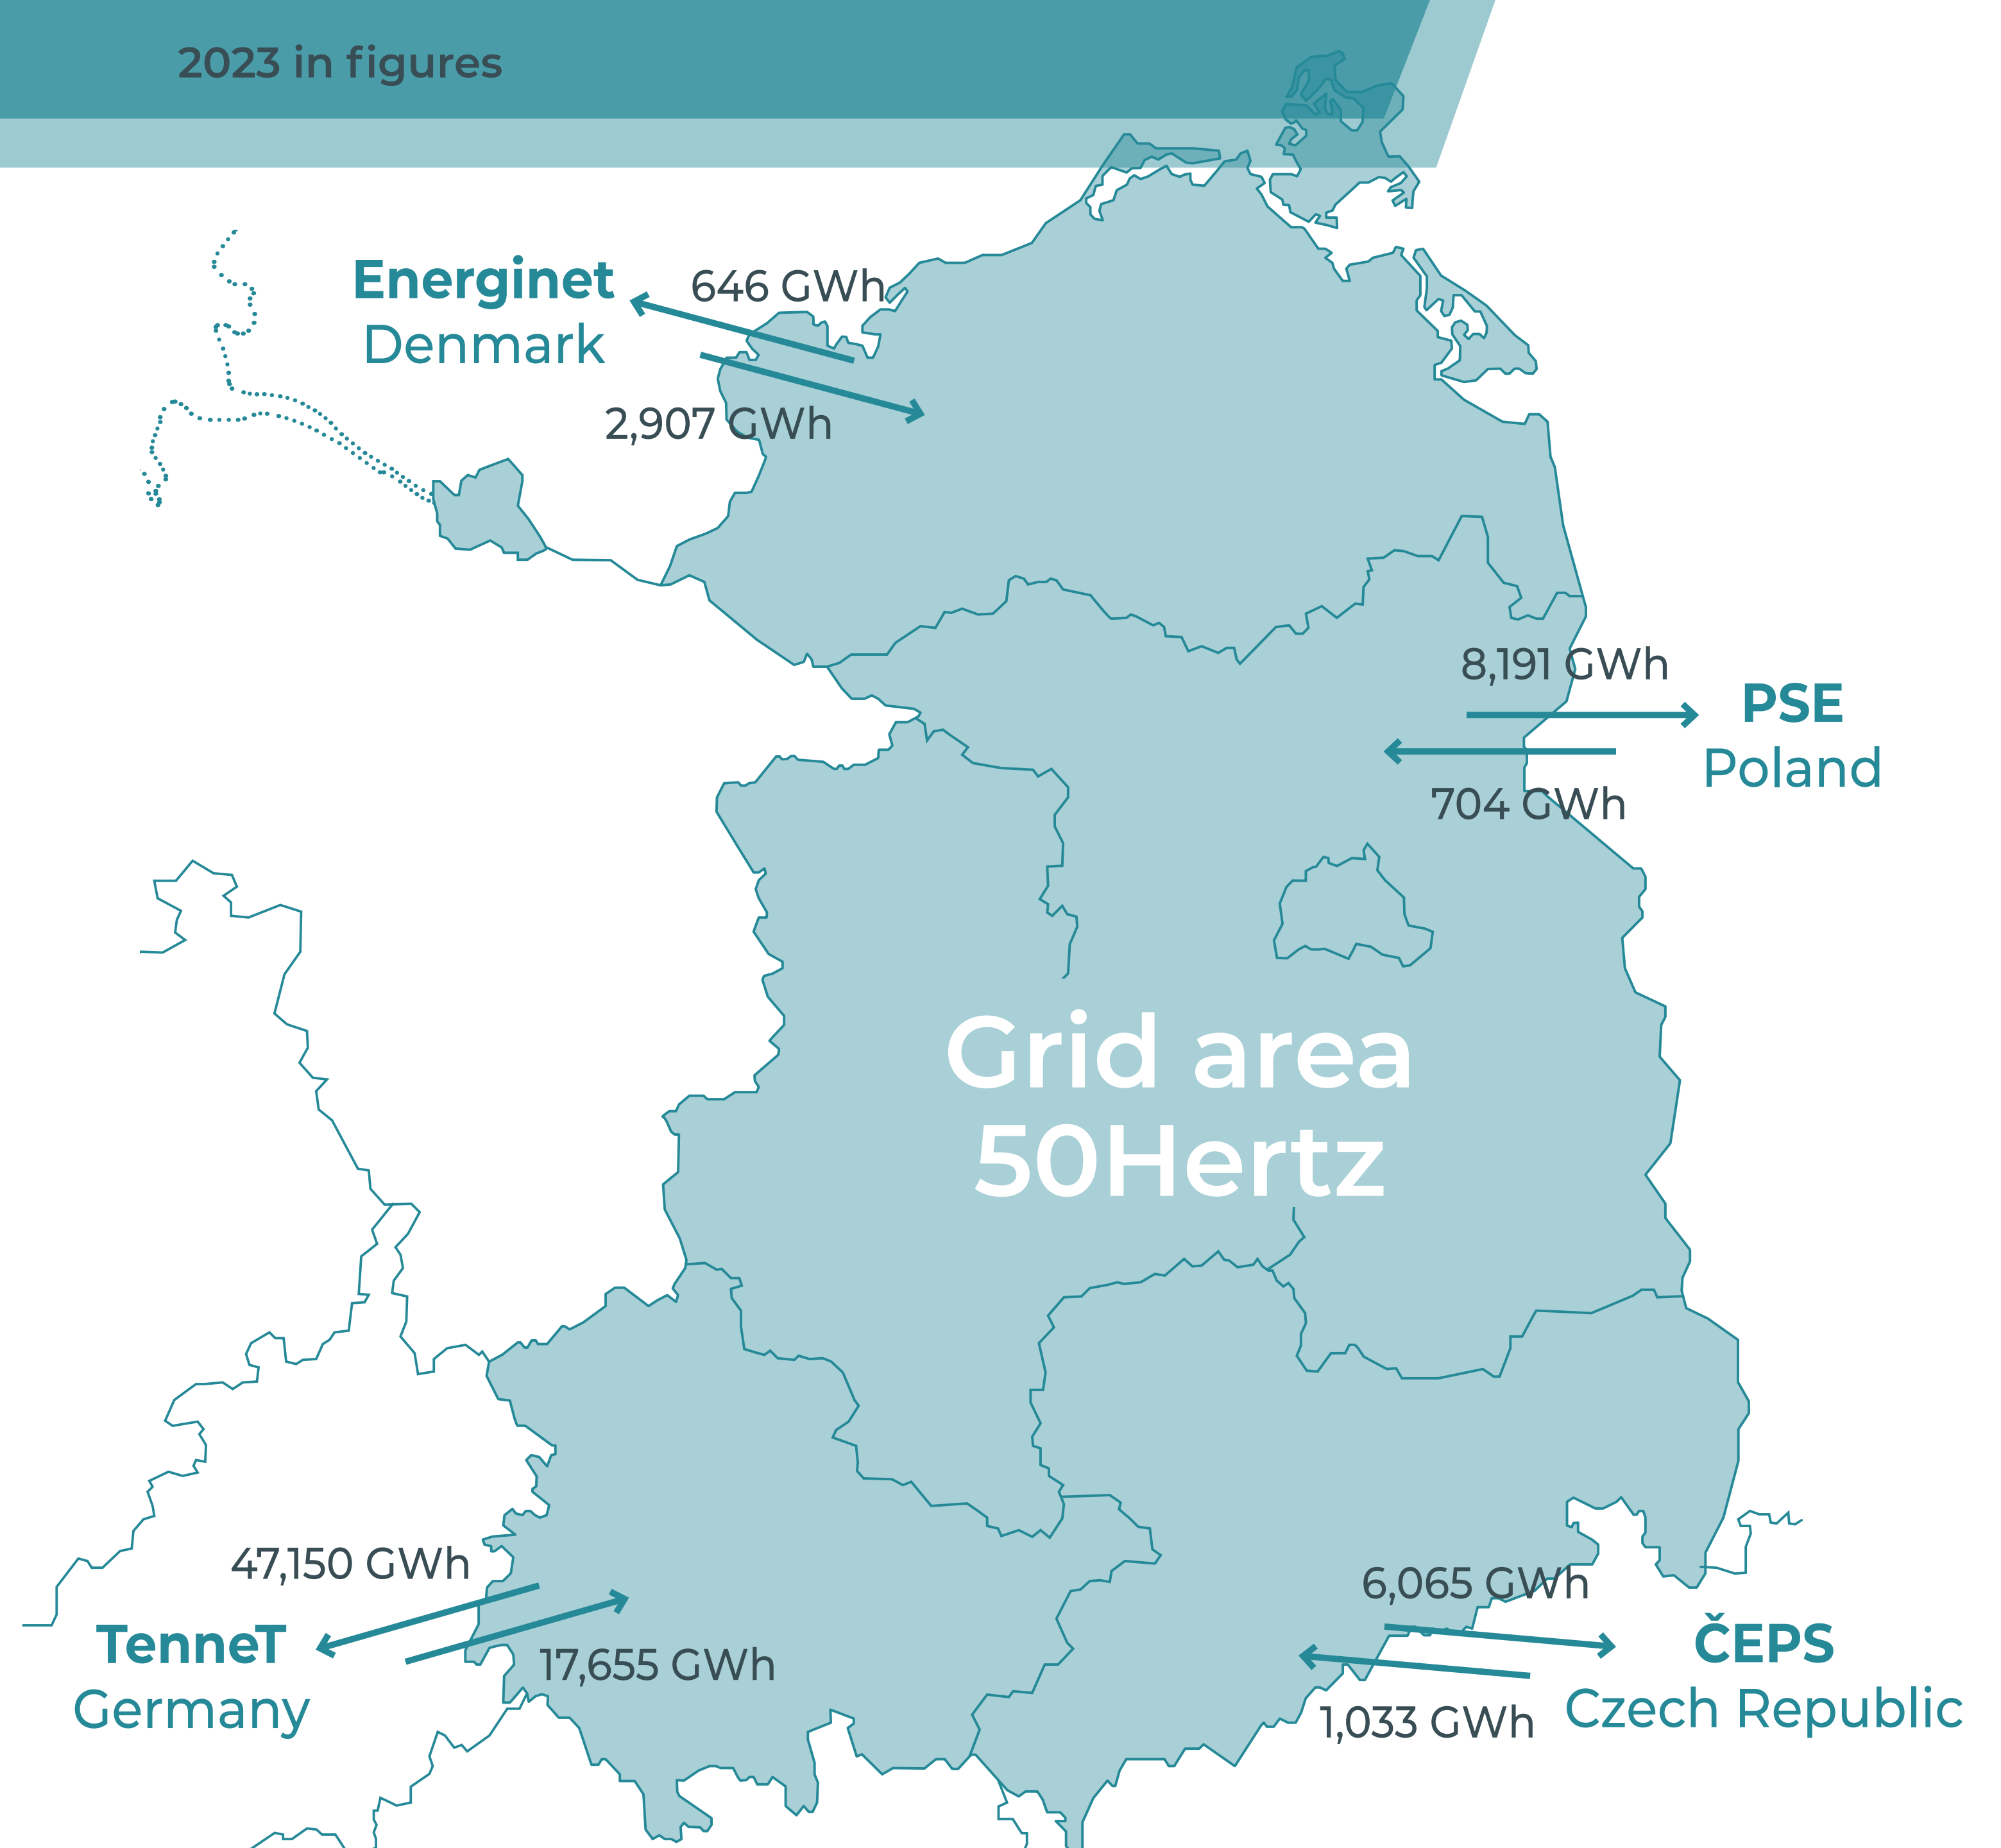 2023 in figures
Energinet
Denmark
646 GWh
2,907 GWh
8,191 GWh
PSE
Poland
704 GWh
Grid area
50Hertz
47,150 GWh
TenneT
Germany
17,655 GWh
6,065 GWh
ČEPS
Czech Republic
1,033 GWh